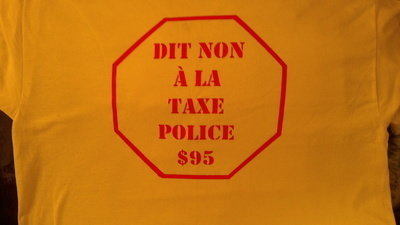 DIT NON
À LA
TAXE
POLICE
$95